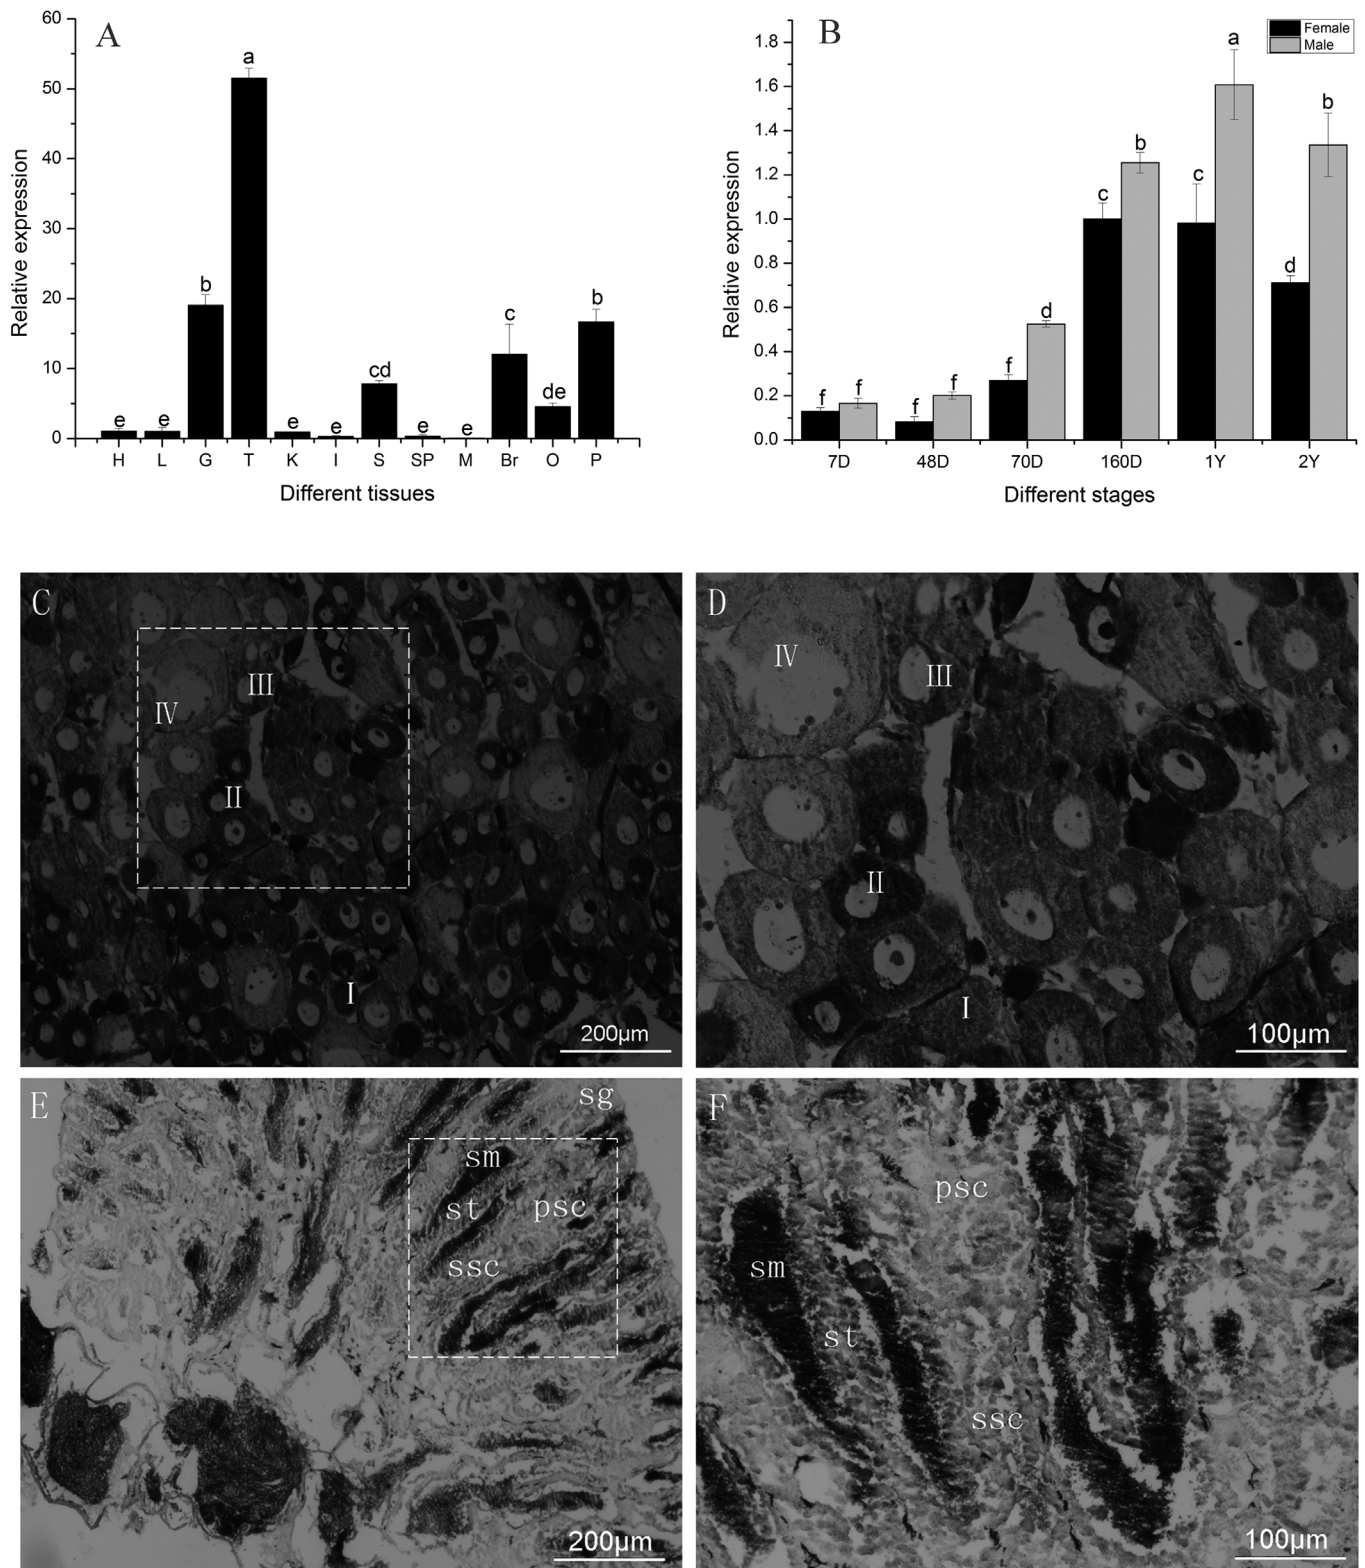 A
60
50
40
30
20
10
0
Relative expression
e e b a e e cd e e c de b
H L G T K I S SP M Br O P
Different tissues
B
Female
Male
1.8
1.6
1.4
1.2
1.0
0.8
0.6
0.4
0.2
0.0
Relative expression
f f f f f d c b c a d b
7D 48D 70D 160D 1Y 2Y
Different stages
C
III
IV
II
I
200μm
D
IV
III
II
I
100μm
E
sg
sm
st
psc
ssc
200μm
F
psc
sm
st
ssc
100μm